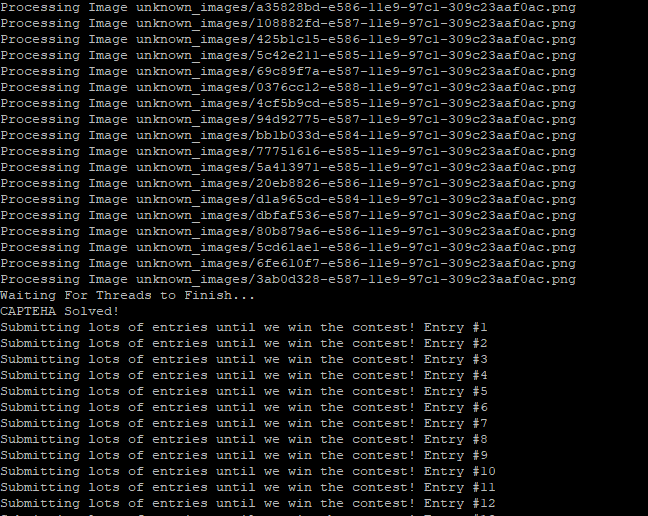 Processing Image unknown_images/a35828bd-e586-11e9-97c1-309c23aaf0ac.png
Processing Image unknown_images/108882fd-e587-11e9-97c1-309c23aaf0ac.png
Processing Image unknown_images/425b1c15-e586-11e9-97c1-309c23aaf0ac.png
Processing Image unknown_images/5c42e211-e585-11e9-97c1-309c23aaf0ac.png
Processing Image unknown_images/69c89f7a-e587-11e9-97c1-309c23aaf0ac.png
Processing Image unknown_images/0376cc12-e588-11e9-97c1-309c23aaf0ac.png
Processing Image unknown_images/4cf5b9cd-e585-11e9-97c1-309c23aaf0ac.png
Processing Image unknown_images/94d92775-e587-11e9-97c1-309c23aaf0ac.png
Processing Image unknown_images/bb1b033d-e584-11e9-97c1-309c23aaf0ac.png
Processing Image unknown_images/77751616-e585-11e9-97c1-309c23aaf0ac.png
Processing Image unknown_images/5a413971-e585-11e9-97c1-309c23aaf0ac.png
Processing Image unknown_images/20eb8826-e586-11e9-97c1-309c23aaf0ac.png
Processing Image unknown_images/d1a965cd-e584-11e9-97c1-309c23aaf0ac.png
Processing Image unknown_images/dbfaf536-e587-11e9-97c1-309c23aaf0ac.png
Processing Image unknown_images/80b879a6-e586-11e9-97c1-309c23aaf0ac.png
Processing Image unknown_images/5cd61ae1-e586-11e9-97c1-309c23aaf0ac.png
Processing Image unknown_images/6fe610f7-e586-11e9-97c1-309c23aaf0ac.png
Processing Image unknown_images/3ab0d328-e587-11e9-97c1-309c23aaf0ac.png
Waiting For Threads to Finish...
CAPTEHA Solved!
Submitting lots of entries until we win the contest! Entry #1
Submitting lots of entries until we win the contest! Entry #2
Submitting lots of entries until we win the contest! Entry #3
Submitting lots of entries until we win the contest! Entry #4
Submitting lots of entries until we win the contest! Entry #5
Submitting lots of entries until we win the contest! Entry #6
Submitting lots of entries until we win the contest! Entry #7
Submitting lots of entries until we win the contest! Entry #8
Submitting lots of entries until we win the contest! Entry #9
Submitting lots of entries until we win the contest! Entry #10
Submitting lots of entries until we win the contest! Entry #11
Submitting lots of entries until we win the contest! Entry #12